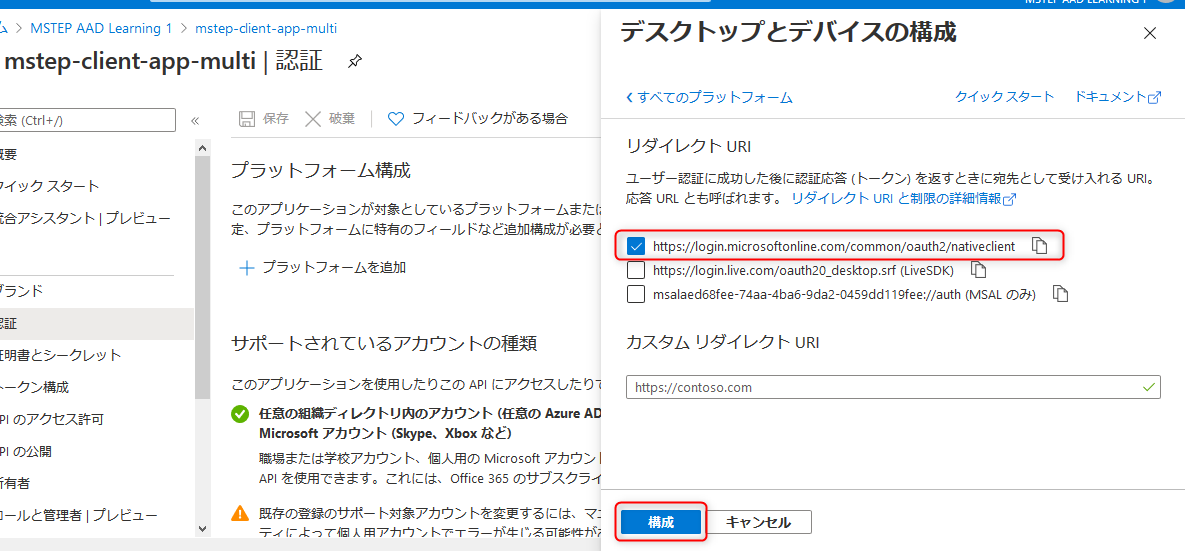 MSTEP AAD LEARNING 1
ム > MSTEP AAD Learning 1 > mstep-client-app-multi
mstep-client-app-multi | 認証
検索 (Ctrl+/)
«
概要
クイック スタート
統合アシスタント | プレビュー
ブランド
認証
証明書とシークレット
トークン構成
API のアクセス許可
API の公開
所有者
ロールと管理者 | プレビュー
保存
破棄
フィードバックがある場合
プラットフォーム構成
このアプリケーションが対象としているプラットフォームまたは
定、プラットフォームに特有のフィールドなど追加構成が必要と
+ プラットフォームを追加
サポートされているアカウントの種類
このアプリケーションを使用したりこの API にアクセスしたりで
任意の組織ディレクトリ内のアカウント (任意の Azure AD
Microsoft アカウント (Skype、Xbox など)
職場または学校アカウント、個人用の Microsoft アカウント
API を使用できます。これには、Office 365 のサブスクライ
既存の登録のサポート対象アカウントを変更するには、マニ
ティによって個人用アカウントでエラーが生じる可能性が
デスクトップとデバイスの構成
すべてのプラットフォーム
クイック スタート
ドキュメント
リダイレクト URI
ユーザー認証に成功した後に認証応答 (トークン) を返すときに宛先として受け入れる URI。
応答 URL とも呼ばれます。 リダイレクト URI と制限の詳細情報
https://login.microsoftonline.com/common/oauth2/nativeclient
https://login.live.com/oauth20_desktop.srf (LiveSDK)
msalaed68fee-74aa-4ba6-9da2-0459dd119fee://auth (MSAL のみ)
カスタム リダイレクト URI
https://contoso.com
構成
キャンセル